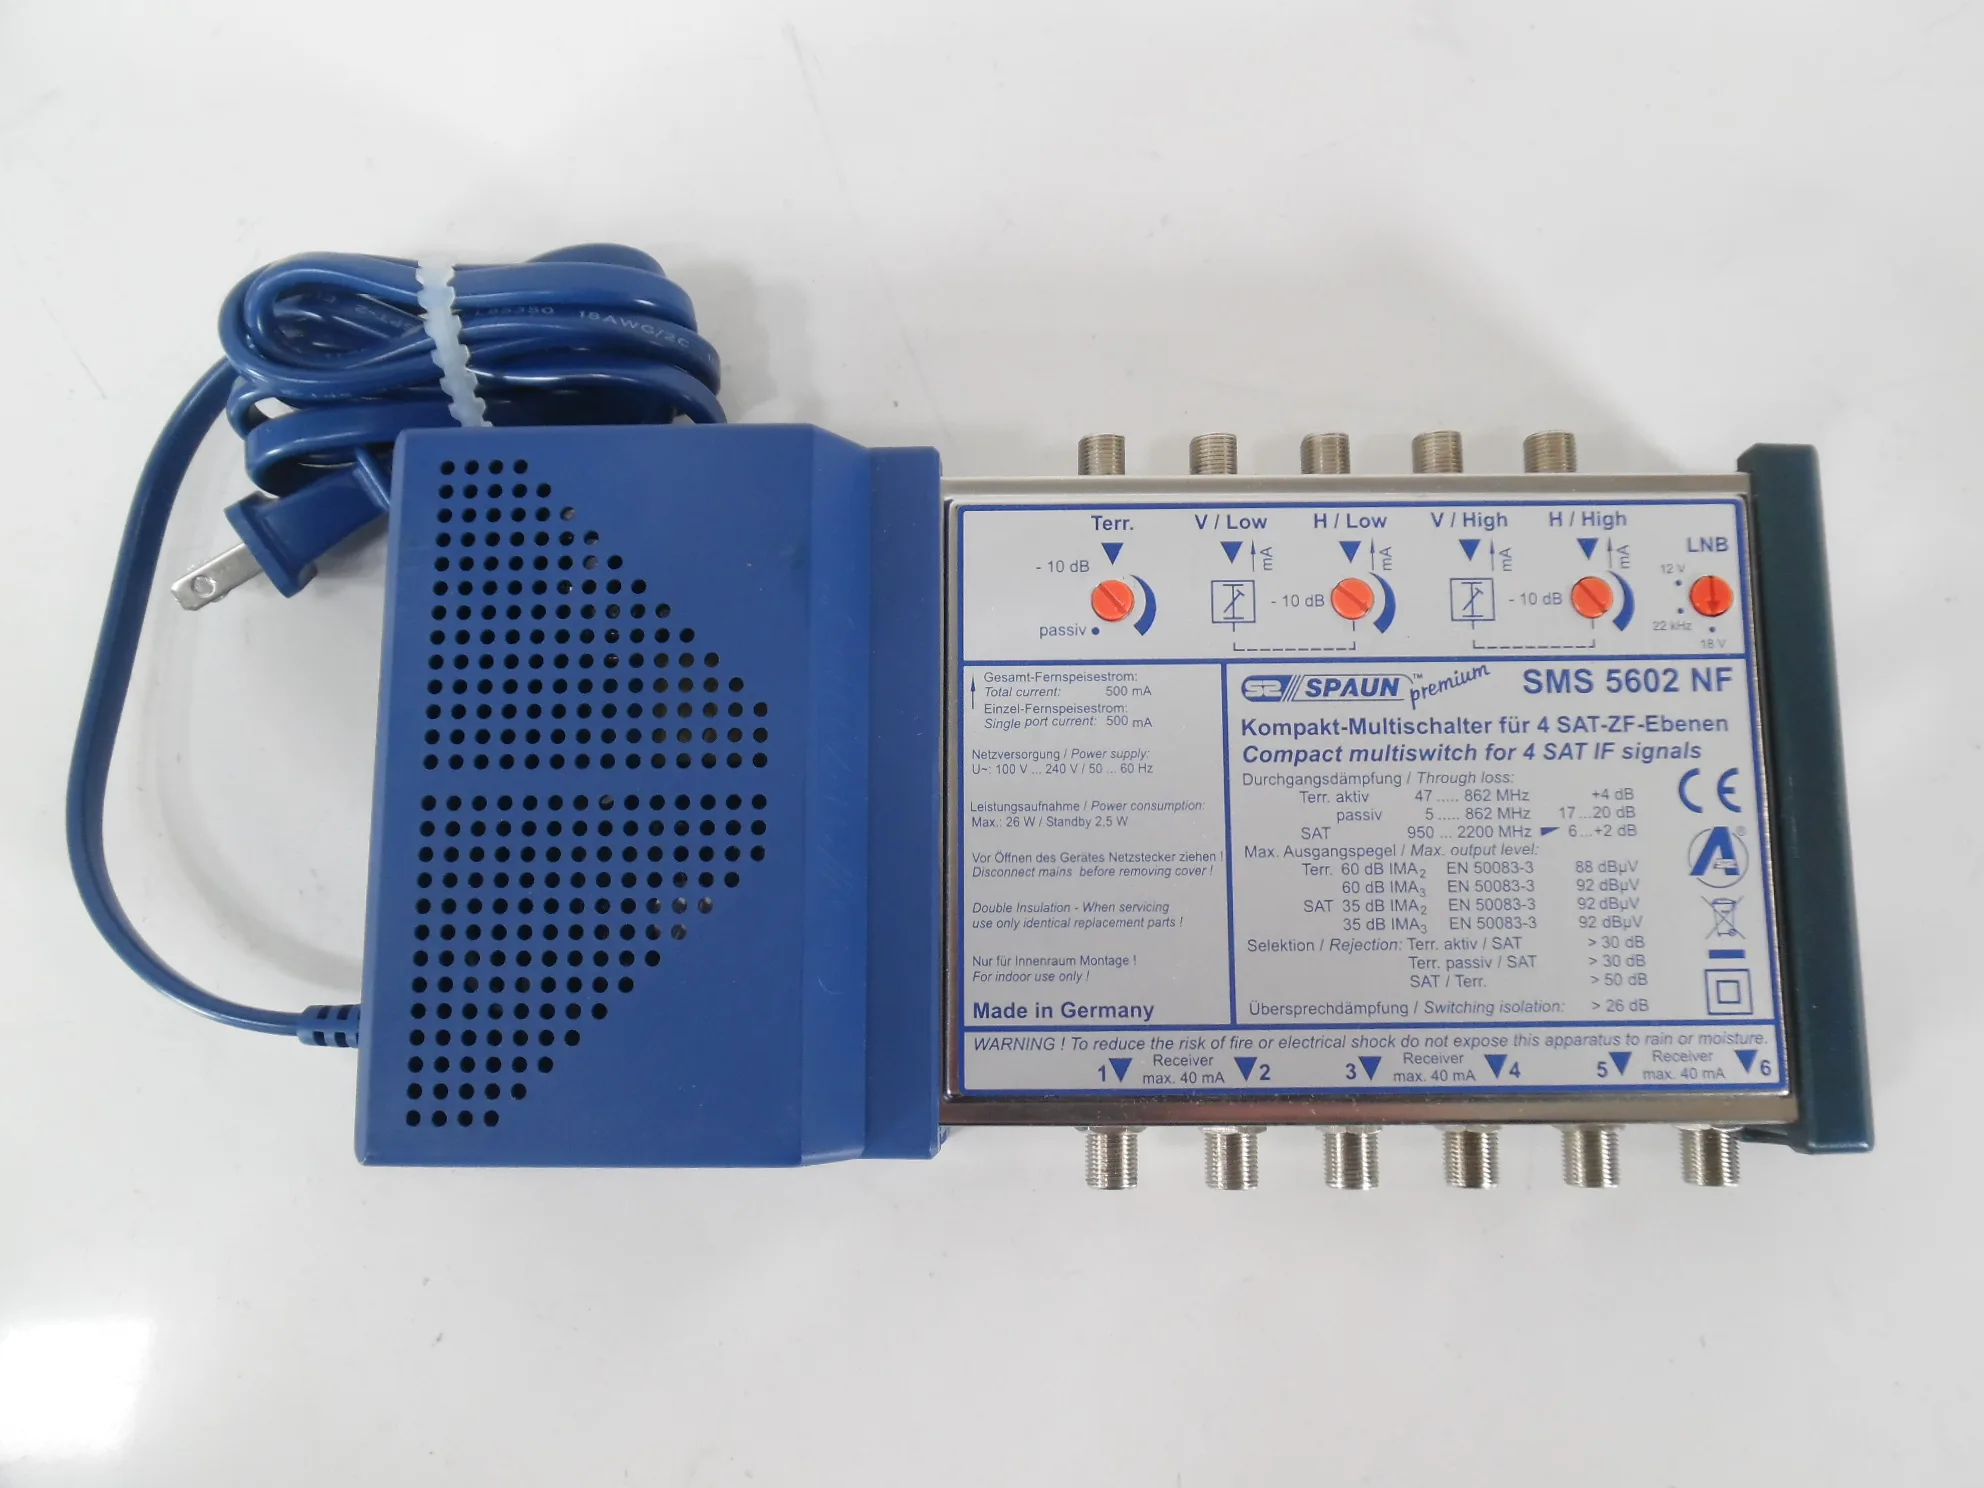 L85350 18AWG/2C
Terr. V / Low H / Low V / High H / High
LNB
mA mA mA mA
- 10 dB - 10 dB - 10 dB
12 V
passiv
22 kHz
18 V
Gesamt-Fernspeisestrom:
Total current: 500 mA
Einzel-Fernspeisestrom:
Single port current: 500 mA
Netzversorgung / Power supply:
U~: 100 V ... 240 V / 50 ... 60 Hz
Leistungsaufnahme / Power consumption:
Max.: 26 W / Standby 2,5 W
Vor Öffnen des Gerätes Netzstecker ziehen !
Disconnect mains before removing cover !
Double Insulation - When servicing
use only identical replacement parts !
Nur für Innenraum Montage !
For indoor use only !
Made in Germany
SPAUN™ premium SMS 5602 NF
Kompakt-Multischalter für 4 SAT-ZF-Ebenen
Compact multiswitch for 4 SAT IF signals
Durchgangsdämpfung / Through loss:
Terr. aktiv 47 ..... 862 MHz +4 dB
passiv 5 ..... 862 MHz 17...20 dB
SAT 950 ... 2200 MHz 6...+2 dB
Max. Ausgangspegel / Max. output level:
Terr. 60 dB IMA2 EN 50083-3 88 dBµV
60 dB IMA3 EN 50083-3 92 dBµV
SAT 35 dB IMA2 EN 50083-3 92 dBµV
35 dB IMA3 EN 50083-3 92 dBµV
Selektion / Rejection: Terr. aktiv / SAT > 30 dB
Terr. passiv / SAT > 30 dB
SAT / Terr. > 50 dB
Übersprechdämpfung / Switching isolation: > 26 dB
CE
A®
WARNING ! To reduce the risk of fire or electrical shock do not expose this apparatus to rain or moisture.
1 Receiver max. 40 mA 2
3 Receiver max. 40 mA 4
5 Receiver max. 40 mA 6